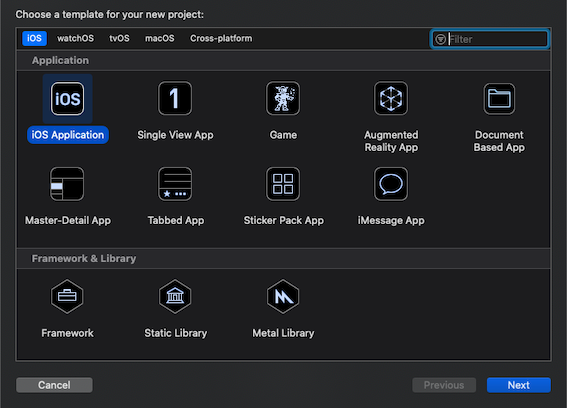 Choose a template for your new project:
iOS watchOS tvOS macOS Cross-platform Filter
Application
iOS 1
iOS Application Single View App Game Augmented Reality App Document Based App
Master-Detail App Tabbed App Sticker Pack App iMessage App
Framework & Library
Framework Static Library Metal Library
Cancel Previous Next